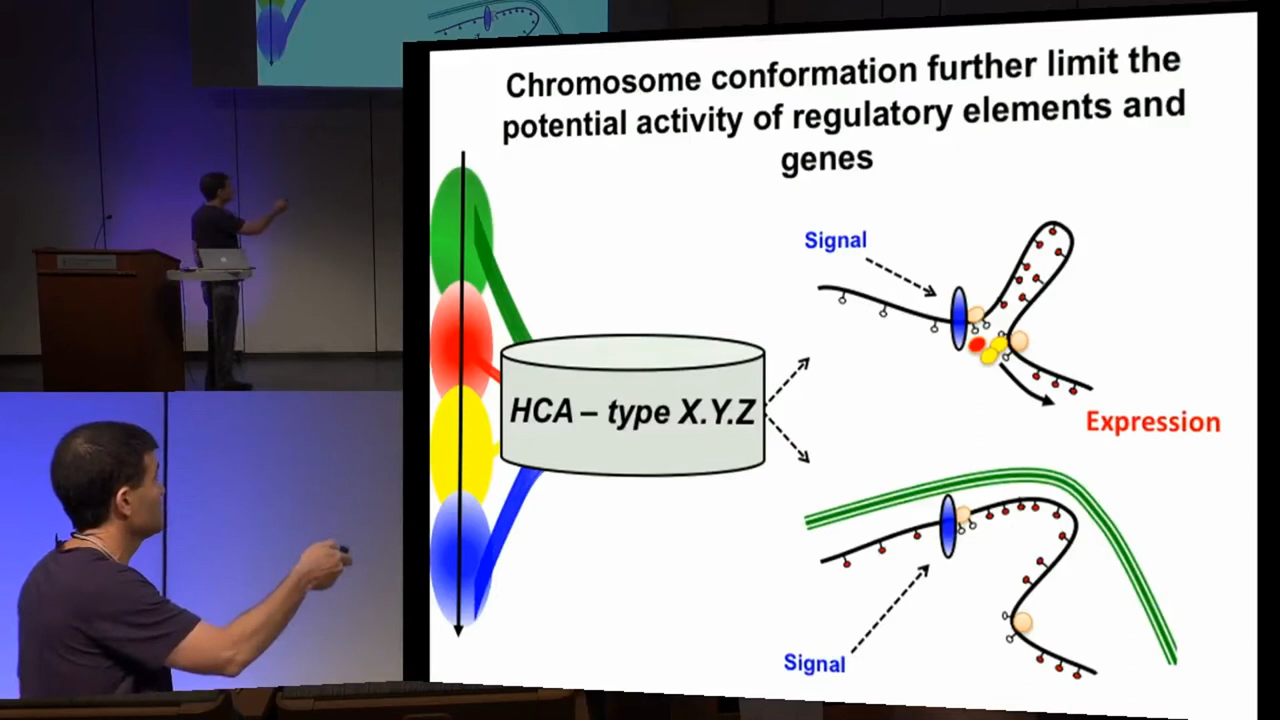 Chromosome conformation further limit the
potential activity of regulatory elements and
genes
Signal
HCA – type X.Y.Z
Expression
Signal